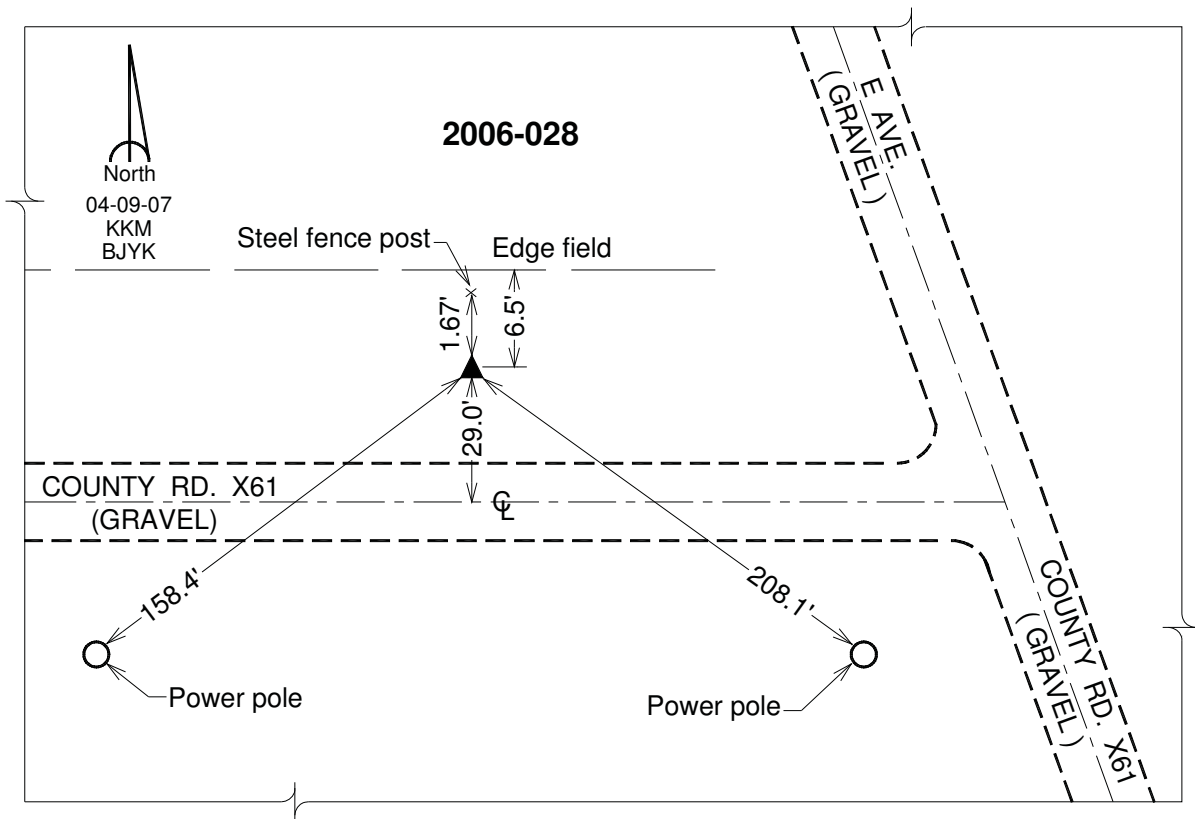 2006-028
North
04-09-07
KKM
BJYK
E AVE.
(GRAVEL)
Steel fence post
Edge field
1.67'
6.5'
29.0'
COUNTY RD. X61
(GRAVEL)
℄
158.4'
208.1'
COUNTY RD. X61
(GRAVEL)
Power pole
Power pole